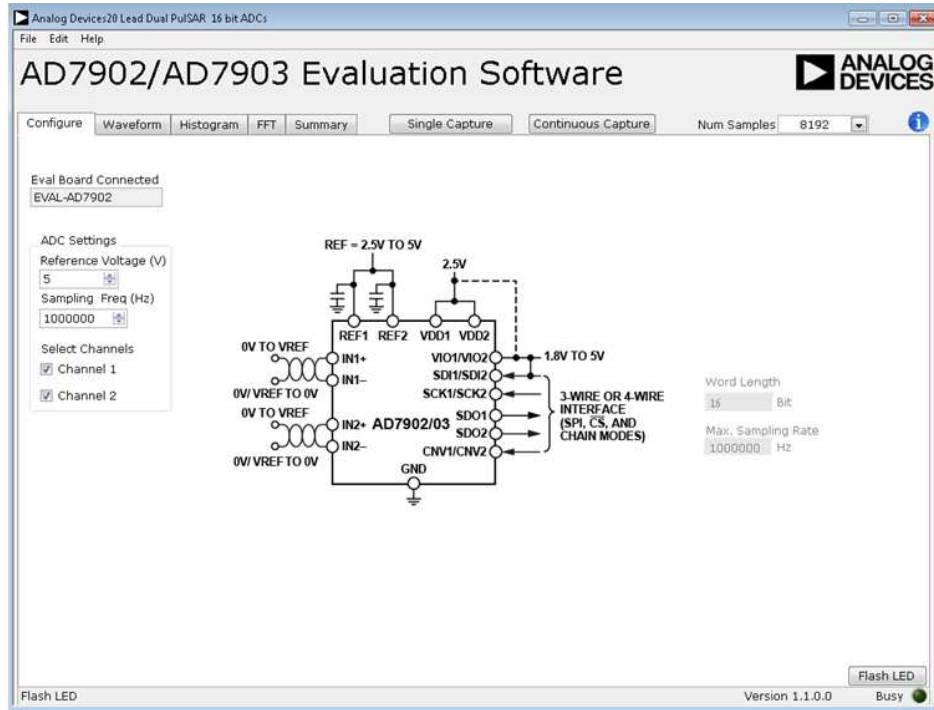 Analog Devices20 Lead Dual PulSAR 16 bit ADCs
File Edit Help
AD7902/AD7903 Evaluation Software
ANALOG
DEVICES
Configure Waveform Histogram FFT Summary Single Capture Continuous Capture Num Samples 8192
i
Eval Board Connected
EVAL-AD7902
ADC Settings
Reference Voltage (V)
5
Sampling Freq (Hz)
1000000
Select Channels
Channel 1
Channel 2
REF = 2.5V TO 5V
2.5V
REF1 REF2 VDD1 VDD2
0V TO VREF
IN1+
VIO1/VIO2
1.8V TO 5V
IN1–
SDI1/SDI2
0V/ VREF TO 0V
SCK1/SCK2
3-WIRE OR 4-WIRE
INTERFACE
(SPI, CS, AND
CHAIN MODES)
0V TO VREF
IN2+
AD7902/03
SDO1
SDO2
IN2–
CNV1/CNV2
0V/ VREF TO 0V
GND
Word Length
16 Bit
Max. Sampling Rate
1000000 Hz
Flash LED
Flash LED
Version 1.1.0.0
Busy